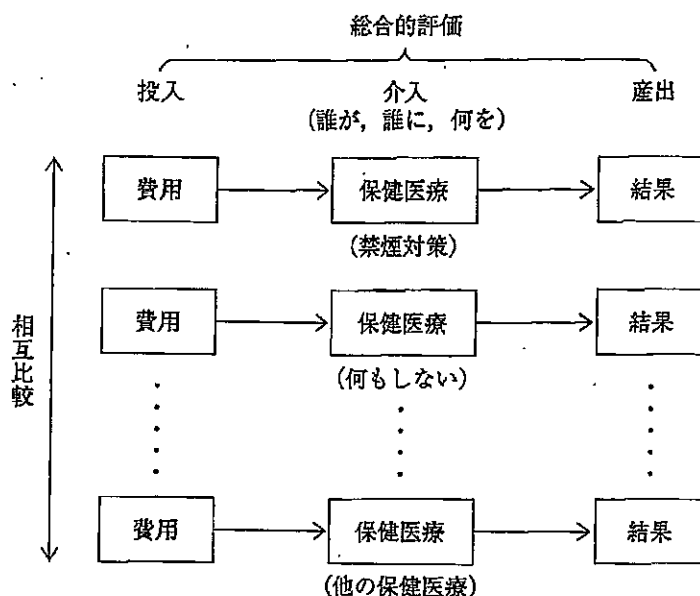 総合的評価
投入 介入 産出
(誰が，誰に，何を)
費用 保健医療 結果
(禁煙対策)
費用 保健医療 結果
(何もしない)
相互比較
費用 保健医療 結果
(他の保健医療)